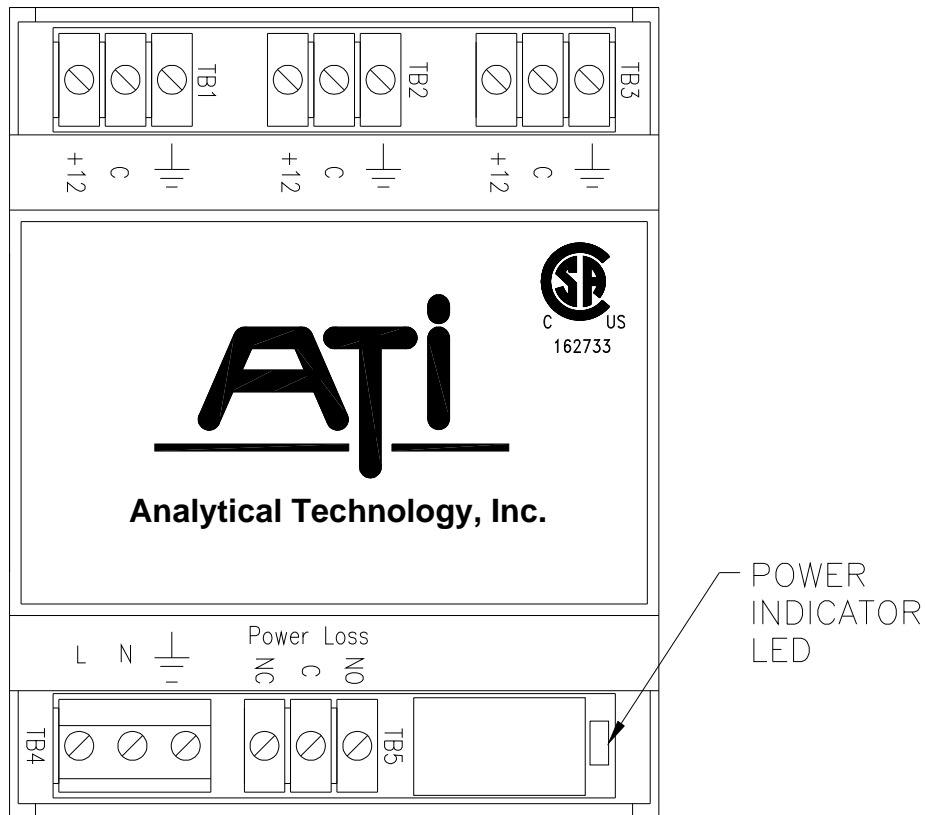 TB1 TB2 TB3
+12 C +12 C +12 C
CSA
C US
162733
ATi
Analytical Technology, Inc.
POWER
INDICATOR
LED
Power Loss
L N NC C NO
TB4 TB5